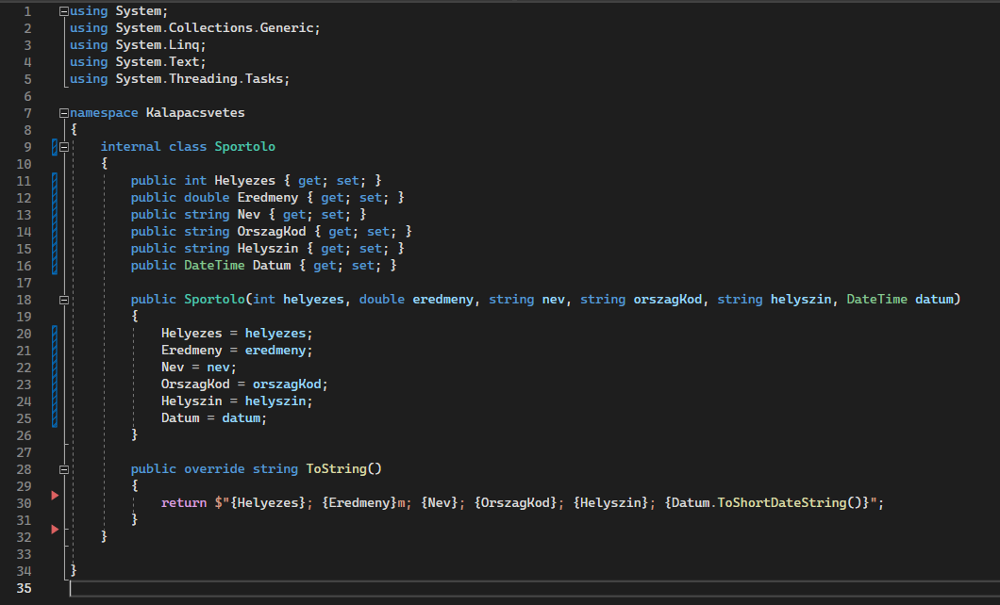 1 using System;
2 using System.Collections.Generic;
3 using System.Linq;
4 using System.Text;
5 using System.Threading.Tasks;
6
7 namespace Kalapacsvetes
8 {
9     internal class Sportolo
10     {
11         public int Helyezes { get; set; }
12         public double Eredmeny { get; set; }
13         public string Nev { get; set; }
14         public string OrszagKod { get; set; }
15         public string Helyszin { get; set; }
16         public DateTime Datum { get; set; }
17
18         public Sportolo(int helyezes, double eredmeny, string nev, string orszagKod, string helyszin, DateTime datum)
19         {
20             Helyezes = helyezes;
21             Eredmeny = eredmeny;
22             Nev = nev;
23             OrszagKod = orszagKod;
24             Helyszin = helyszin;
25             Datum = datum;
26         }
27
28         public override string ToString()
29         {
30             return $"{Helyezes}; {Eredmeny}m; {Nev}; {OrszagKod}; {Helyszin}; {Datum.ToShortDateString()}";
31         }
32     }
33
34 }
35